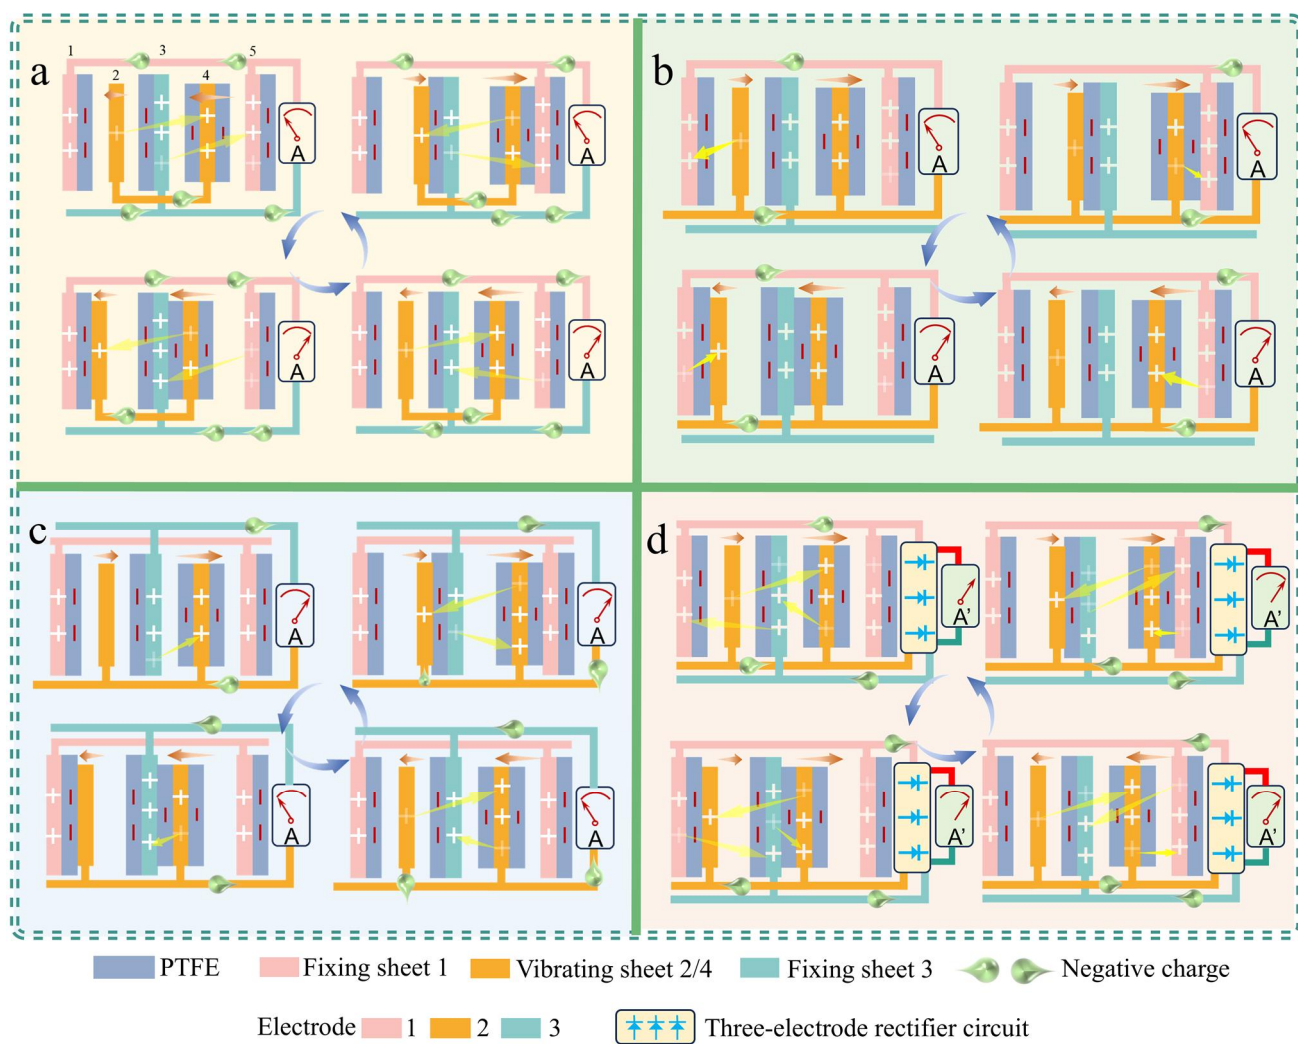 a
1
2
3
4
5
A
A
A
A
b
A
A
A
A
c
A
A
A
A
d
A'
A'
A'
A'
PTFE
Fixing sheet 1
Vibrating sheet 2/4
Fixing sheet 3
Negative charge
Electrode 1 2 3
Three-electrode rectifier circuit